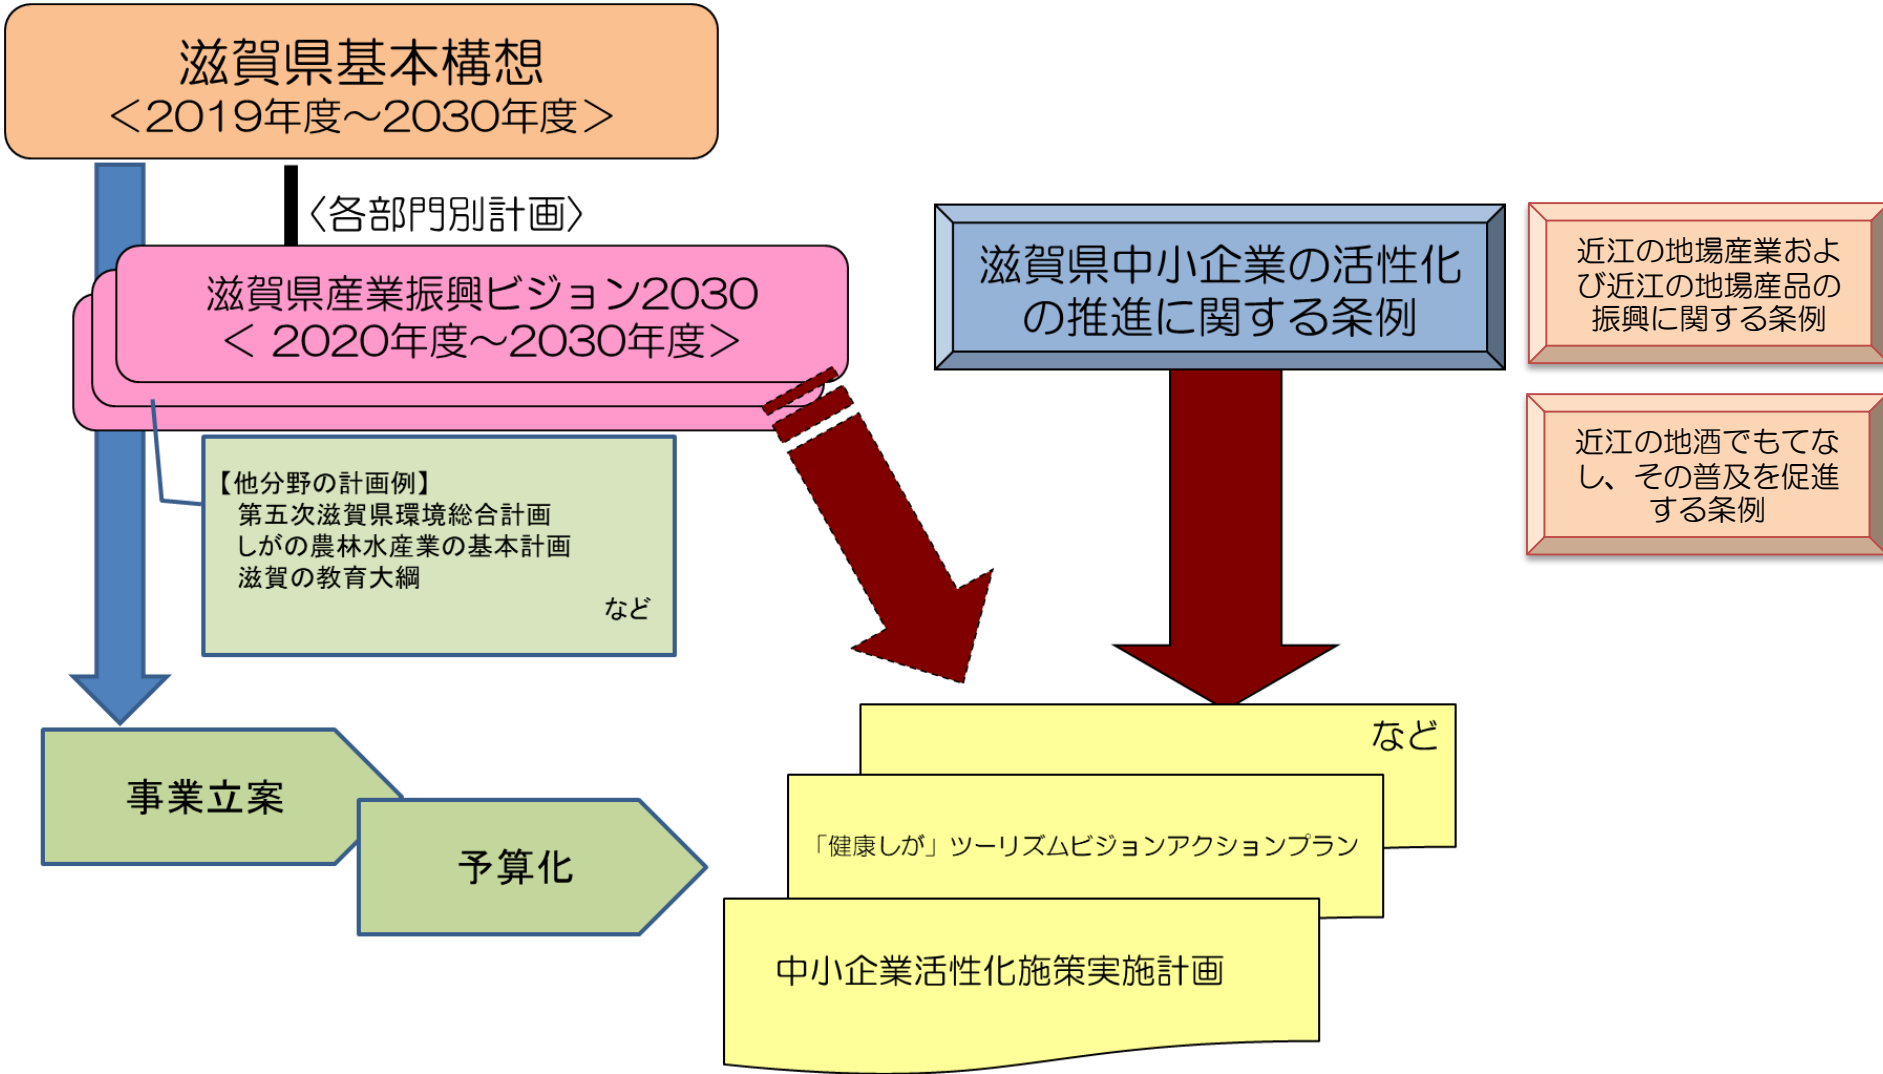 滋賀県基本構想
＜2019年度～2030年度＞
〈各部門別計画〉
滋賀県産業振興ビジョン2030
＜ 2020年度～2030年度＞
【他分野の計画例】
第五次滋賀県環境総合計画
しがの農林水産業の基本計画
滋賀の教育大綱
など
事業立案
予算化
滋賀県中小企業の活性化
の推進に関する条例
近江の地場産業およ
び近江の地場産品の
振興に関する条例
近江の地酒でもてな
し、その普及を促進
する条例
など
「健康しが」ツーリズムビジョンアクションプラン
中小企業活性化施策実施計画